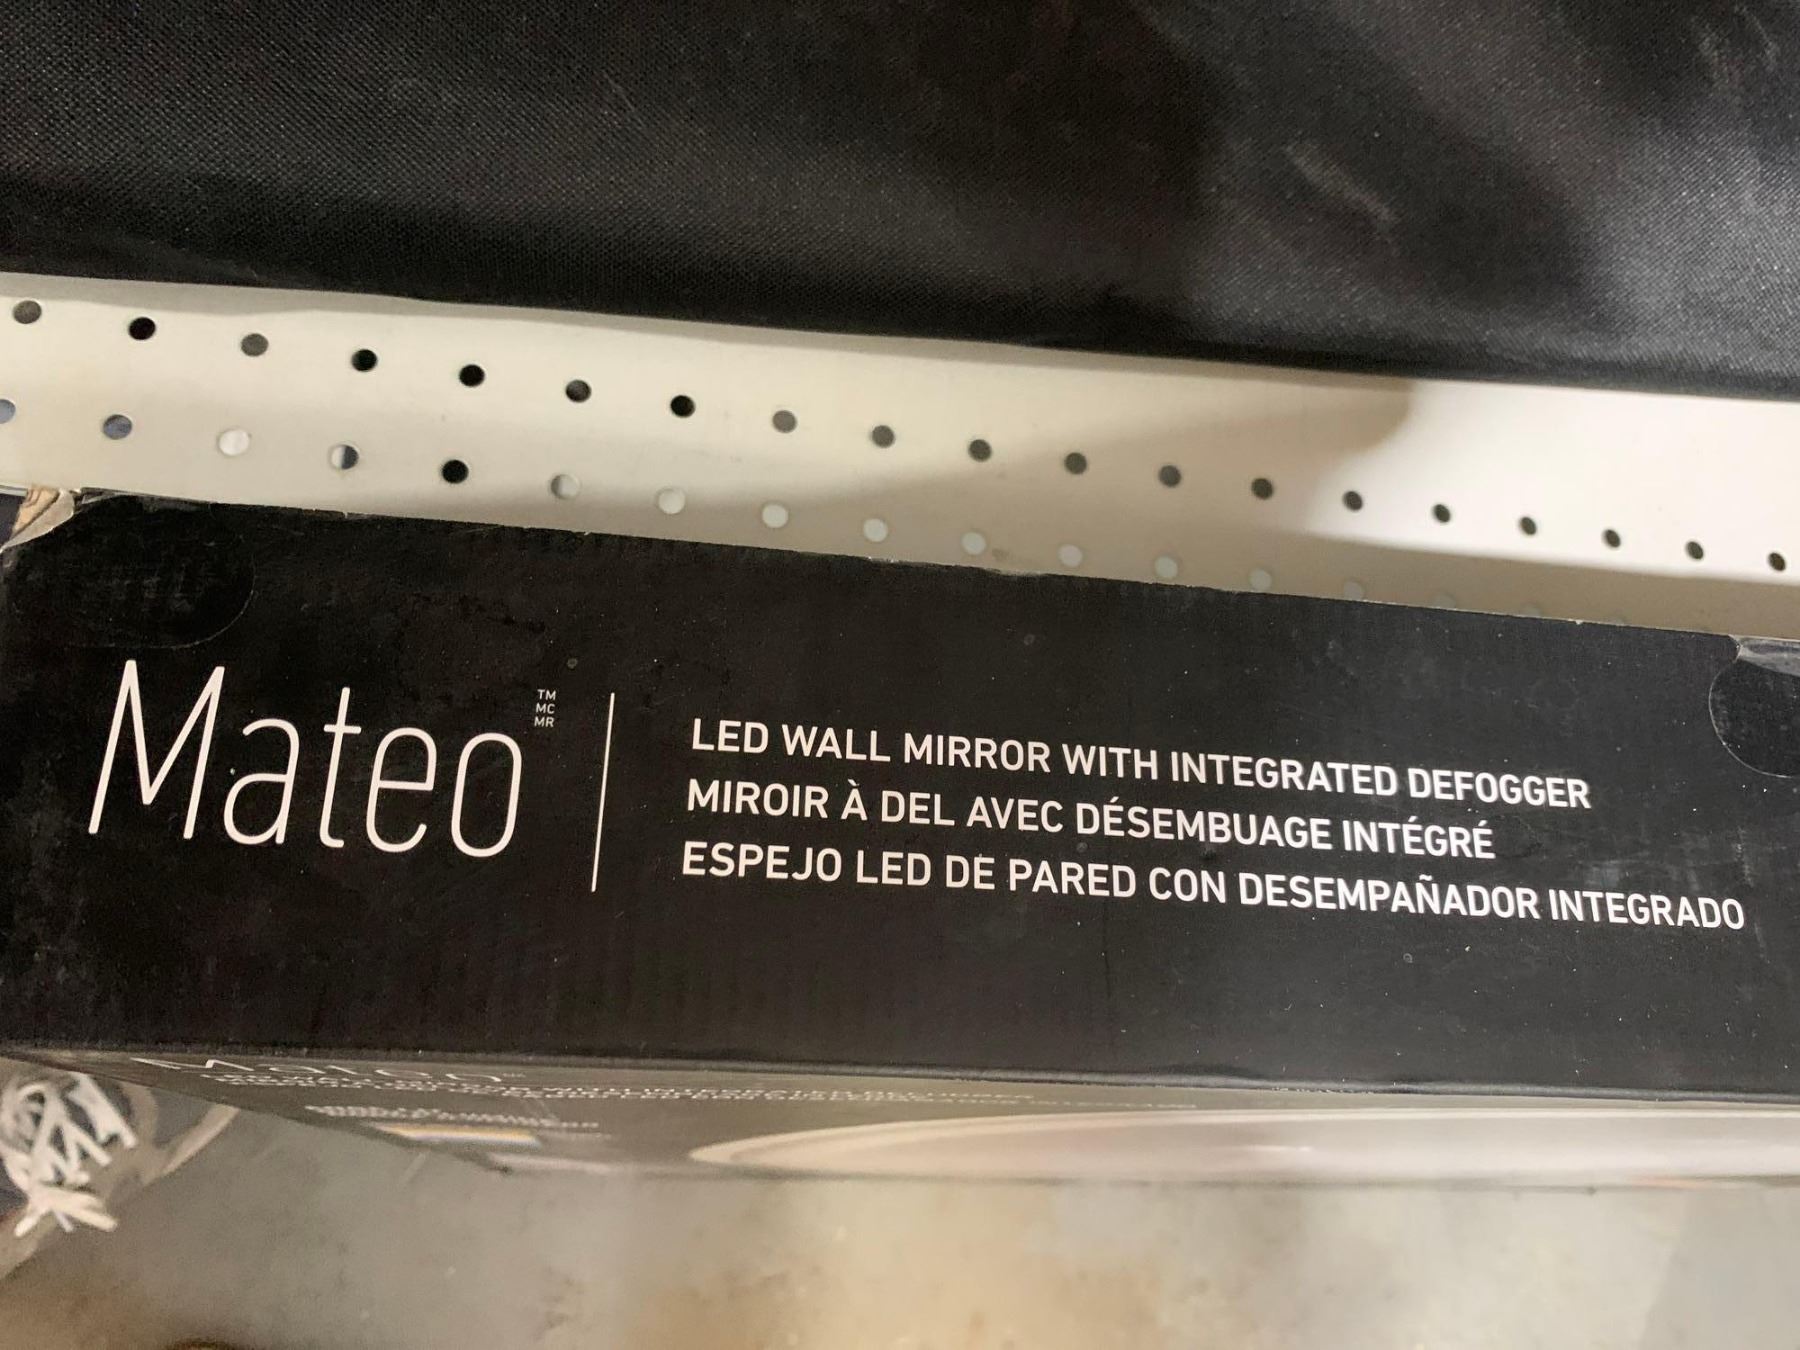 Mateo
TM
MC
MR
LED WALL MIRROR WITH INTEGRATED DEFOGGER
MIROIR À DEL AVEC DÉSEMBUAGE INTÉGRÉ
ESPEJO LED DE PARED CON DESEMPAÑADOR INTEGRADO
Mateo